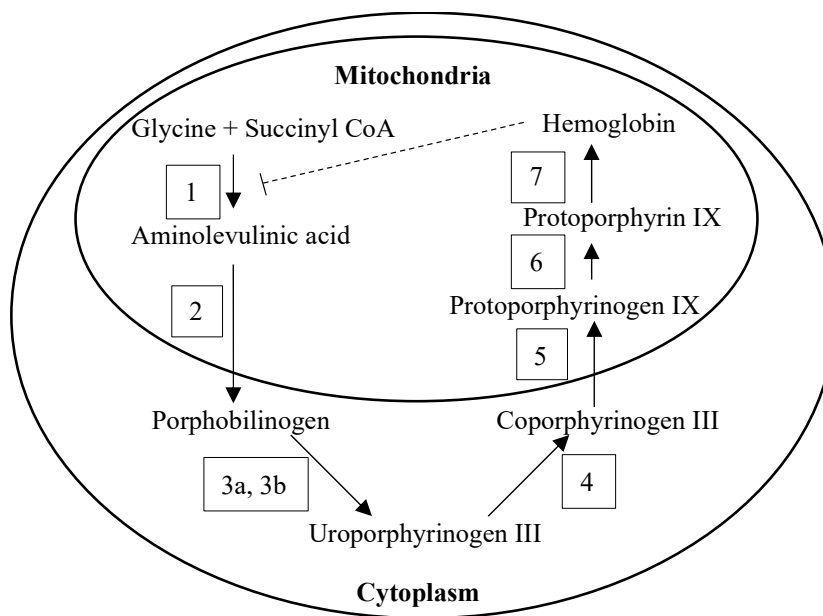 Mitochondria
Glycine + Succinyl CoA
Hemoglobin
1
7
Aminolevulinic acid
Protoporphyrin IX
6
2
Protoporphyrinogen IX
5
Porphobilinogen
Coporphyrinogen III
3a, 3b
4
Uroporphyrinogen III
Cytoplasm